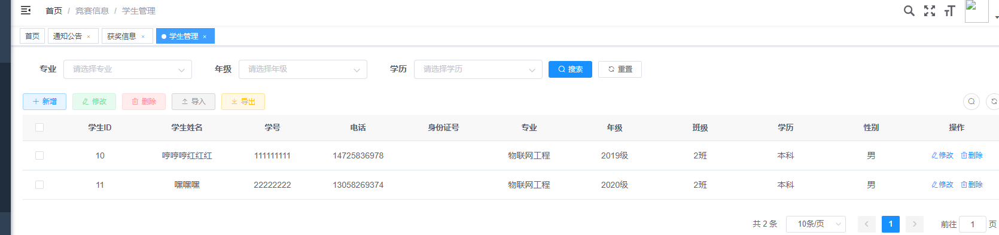 首页 / 竞赛信息 / 学生管理
首页 通知公告 × 获奖信息 × 学生管理 ×
专业 请选择专业 年级 请选择年级 学历 请选择学历 搜索 重置
新增 修改 删除 导入 导出
学生ID 学生姓名 学号 电话 身份证号 专业 年级 班级 学历 性别 操作
10 哼哼哼红红红 111111111 14725836978 物联网工程 2019级 2班 本科 男 修改 删除
11 嘿嘿嘿 22222222 13058269374 物联网工程 2020级 2班 本科 男 修改 删除
共 2 条 10条/页 1 前往 1 页